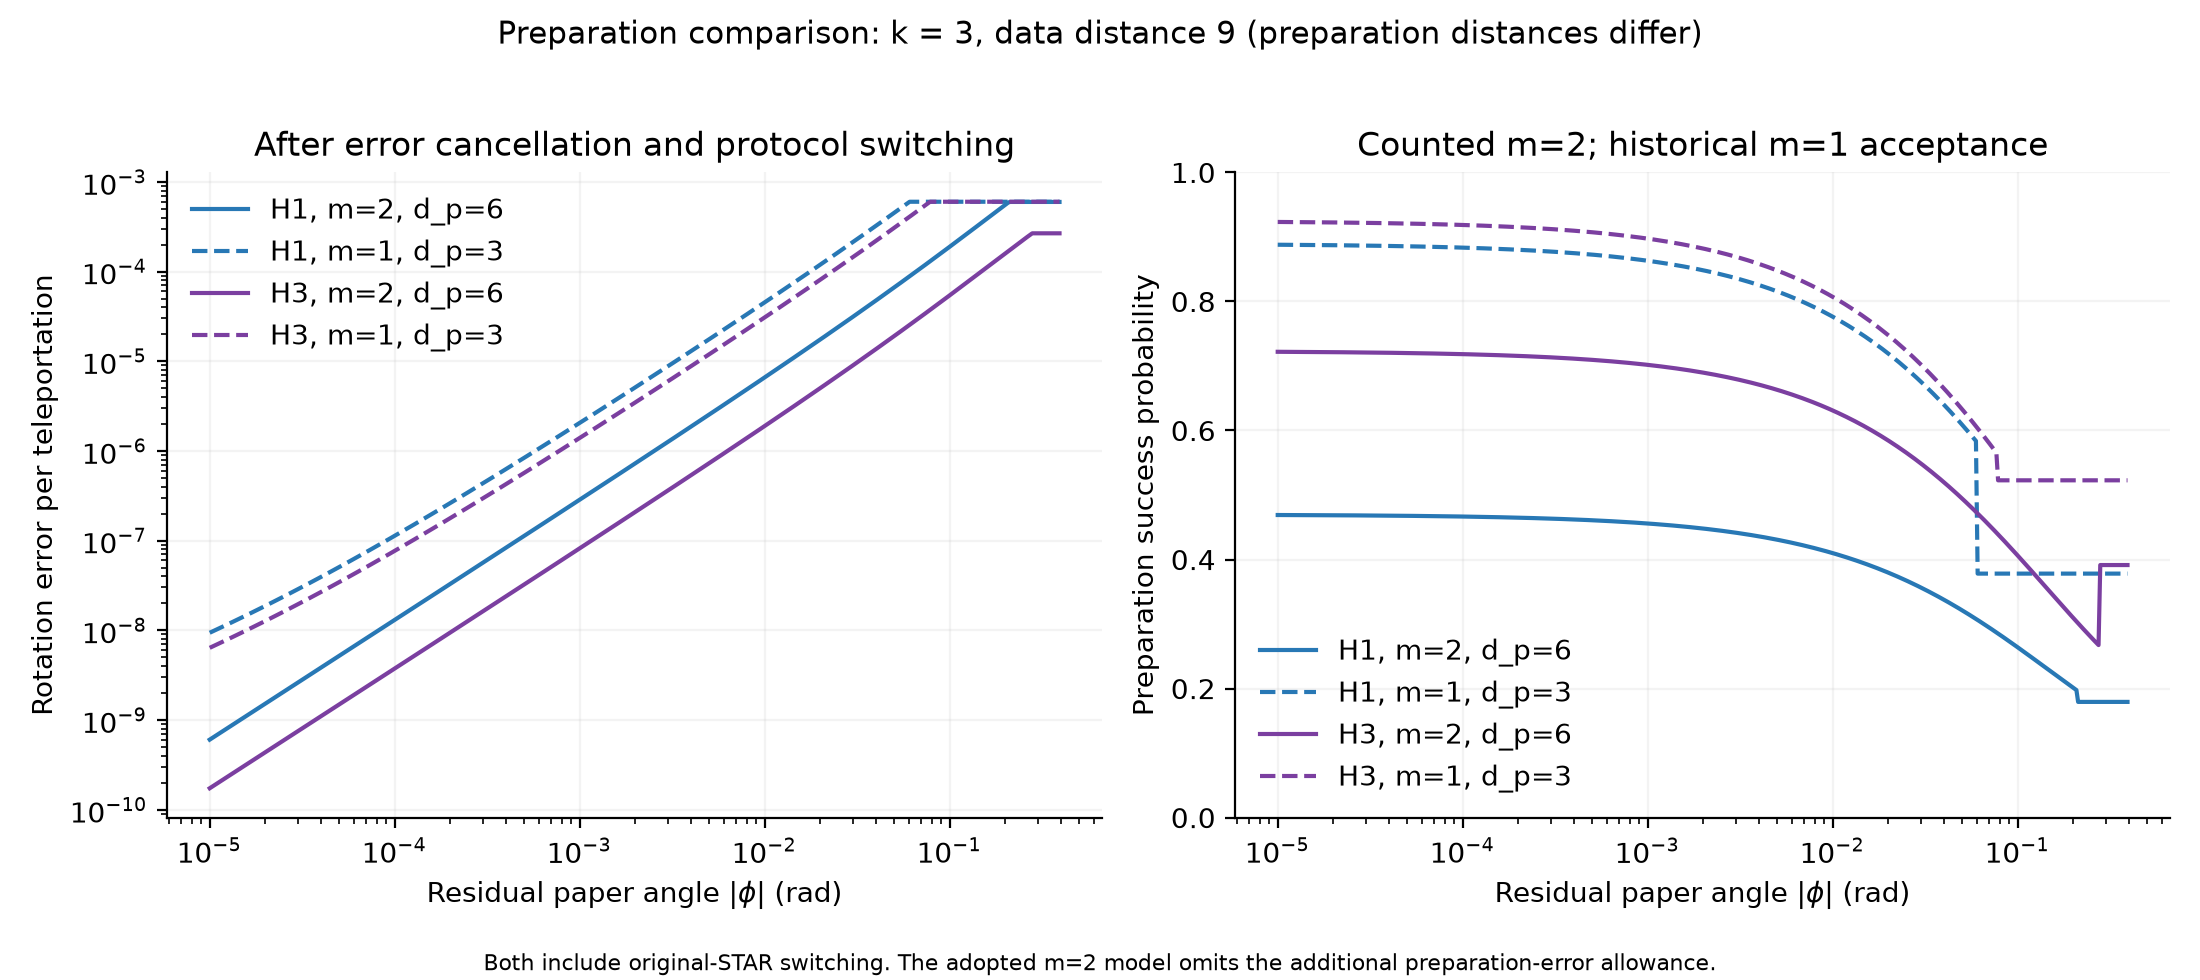 Preparation comparison: k = 3, data distance 9 (preparation distances differ)
After error cancellation and protocol switching
Rotation error per teleportation
10⁻³
10⁻⁴
10⁻⁵
10⁻⁶
10⁻⁷
10⁻⁸
10⁻⁹
10⁻¹⁰
H1, m=2, d_p=6
H1, m=1, d_p=3
H3, m=2, d_p=6
H3, m=1, d_p=3
10⁻⁵ 10⁻⁴ 10⁻³ 10⁻² 10⁻¹
Residual paper angle |ϕ| (rad)
Counted m=2; historical m=1 acceptance
Preparation success probability
1.0
0.8
0.6
0.4
0.2
0.0
H1, m=2, d_p=6
H1, m=1, d_p=3
H3, m=2, d_p=6
H3, m=1, d_p=3
10⁻⁵ 10⁻⁴ 10⁻³ 10⁻² 10⁻¹
Residual paper angle |ϕ| (rad)
Both include original-STAR switching. The adopted m=2 model omits the additional preparation-error allowance.